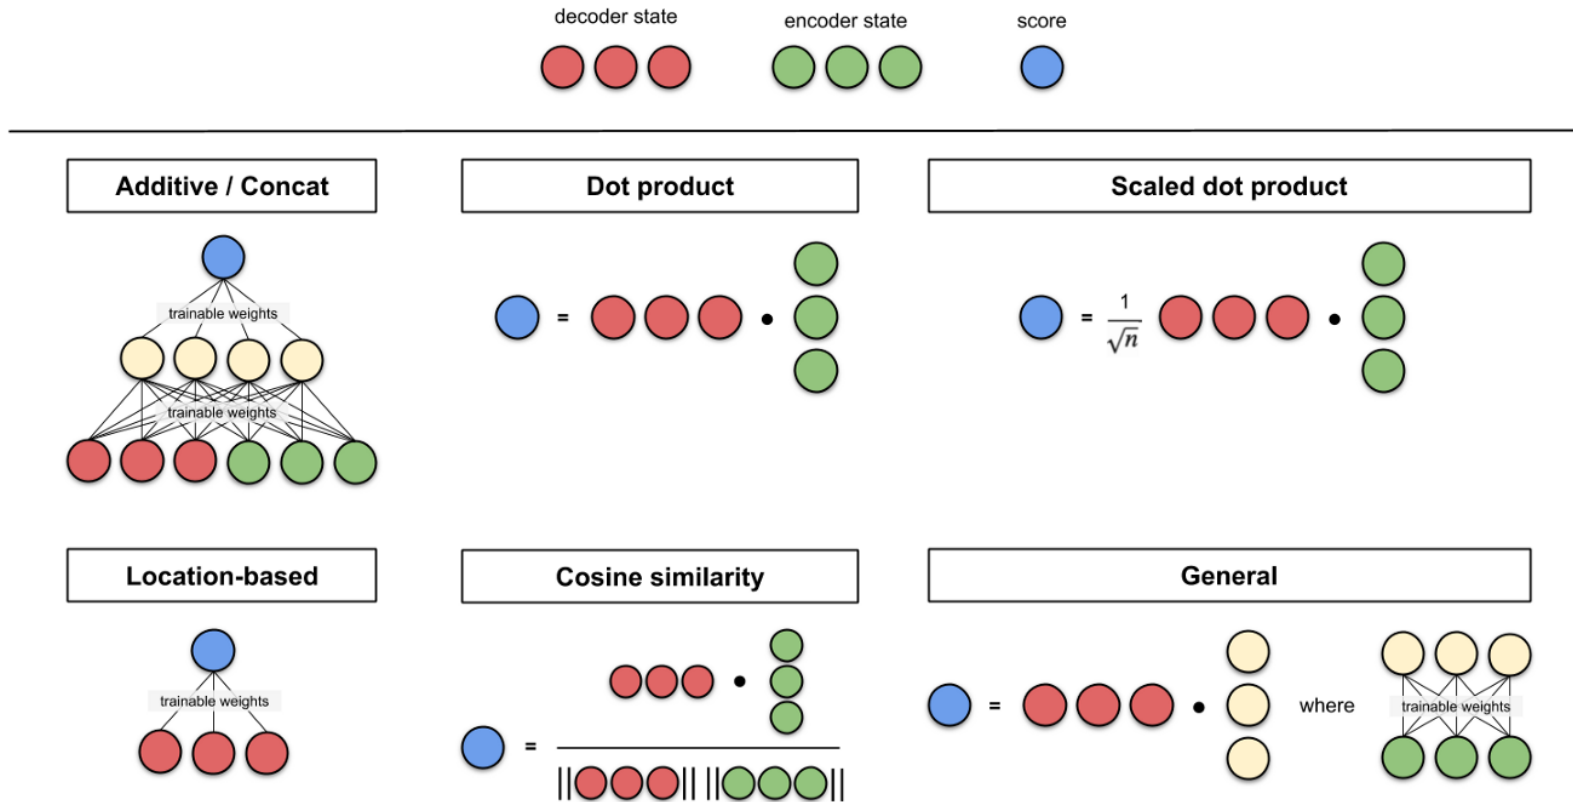 decoder state
encoder state
score
Additive / Concat
Dot product
Scaled dot product
trainable weights
trainable weights
=
•
= 1/√n
•
Location-based
Cosine similarity
General
trainable weights
•
=
|| || || ||
=
•
where
trainable weights